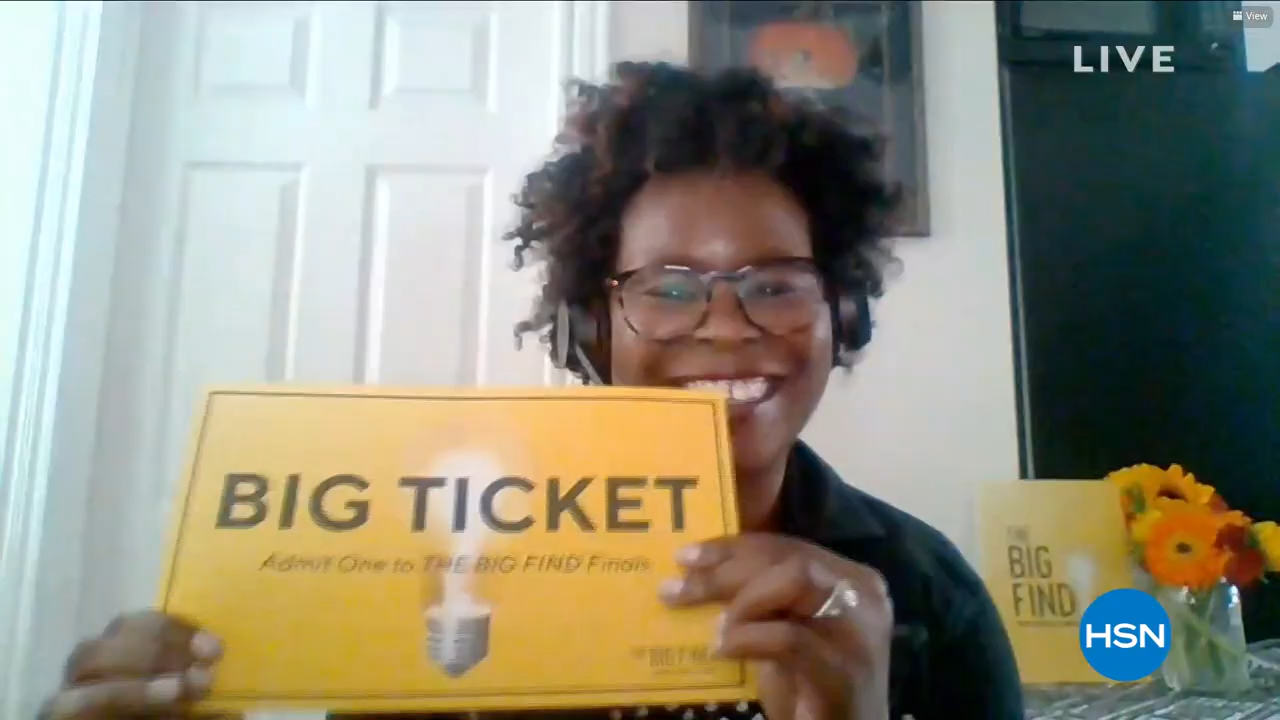 View
LIVE
BIG TICKET
Admit One to THE BIG FIND Finals
THE
BIG
FIND
HSN